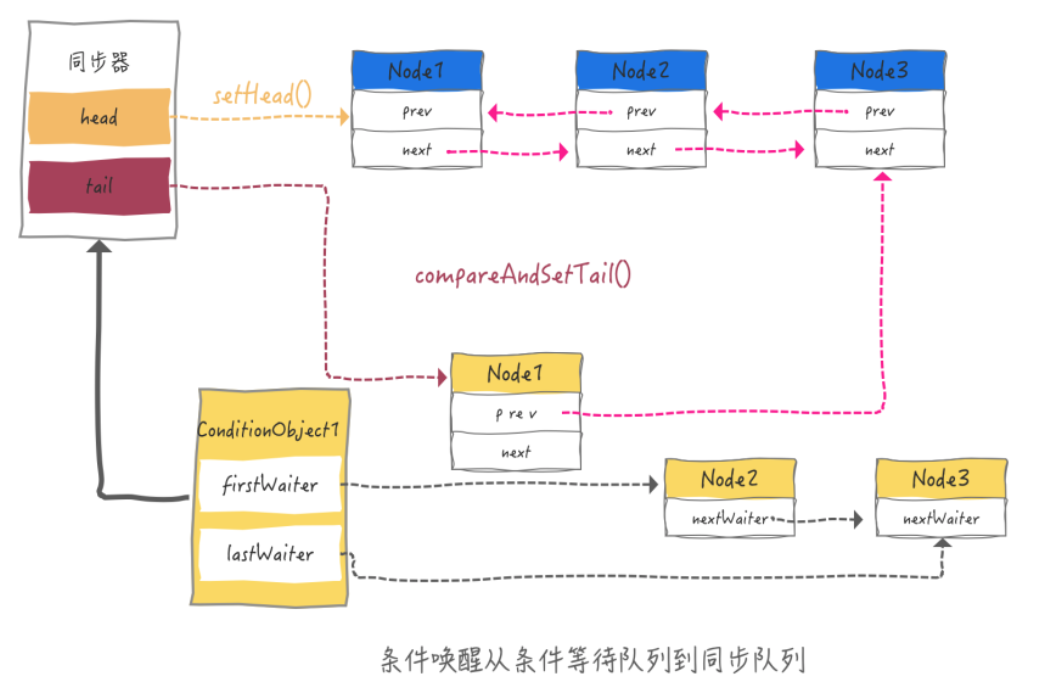 同步器
head
tail
setHead()
Node1
prev
next
Node2
prev
next
Node3
prev
next
compareAndSetTail()
Node1
prev
next
ConditionObject1
firstWaiter
lastWaiter
Node2
nextWaiter
Node3
nextWaiter
条件唤醒从条件等待队列到同步队列